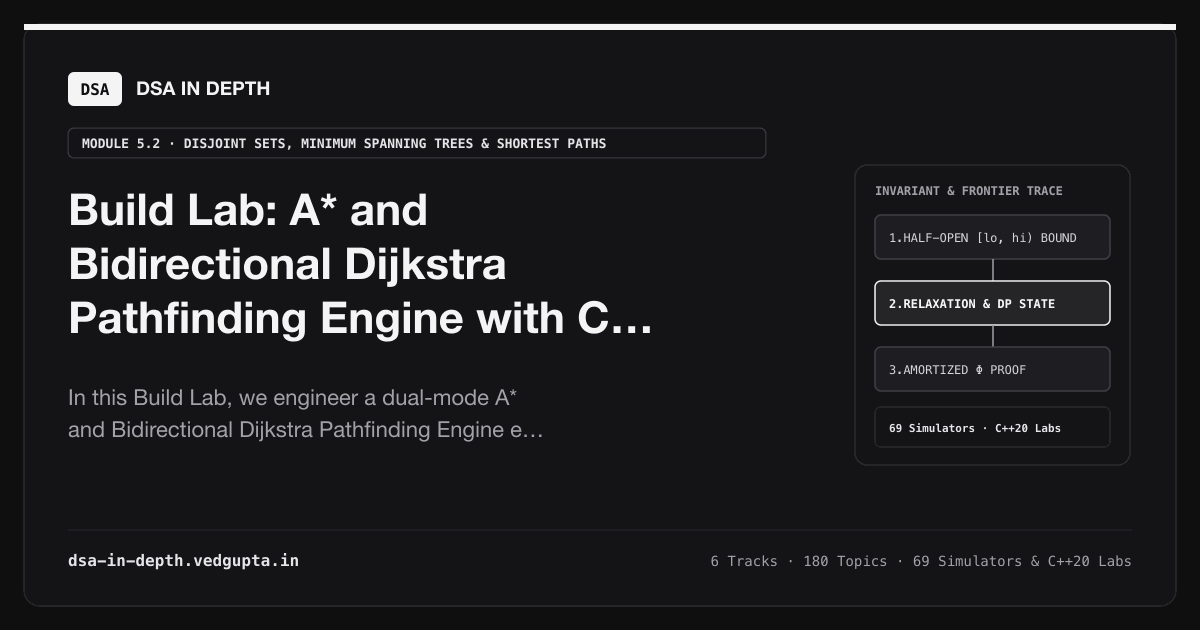 DSA
DSA IN DEPTH
MODULE 5.2 · DISJOINT SETS, MINIMUM SPANNING TREES & SHORTEST PATHS
Build Lab: A* and
Bidirectional Dijkstra
Pathfinding Engine with C...
In this Build Lab, we engineer a dual-mode A*
and Bidirectional Dijkstra Pathfinding Engine e...
INVARIANT & FRONTIER TRACE
1.HALF-OPEN [lo, hi) BOUND
2.RELAXATION & DP STATE
3.AMORTIZED Φ PROOF
69 Simulators · C++20 Labs
dsa-in-depth.vedgupta.in
6 Tracks · 180 Topics · 69 Simulators & C++20 Labs